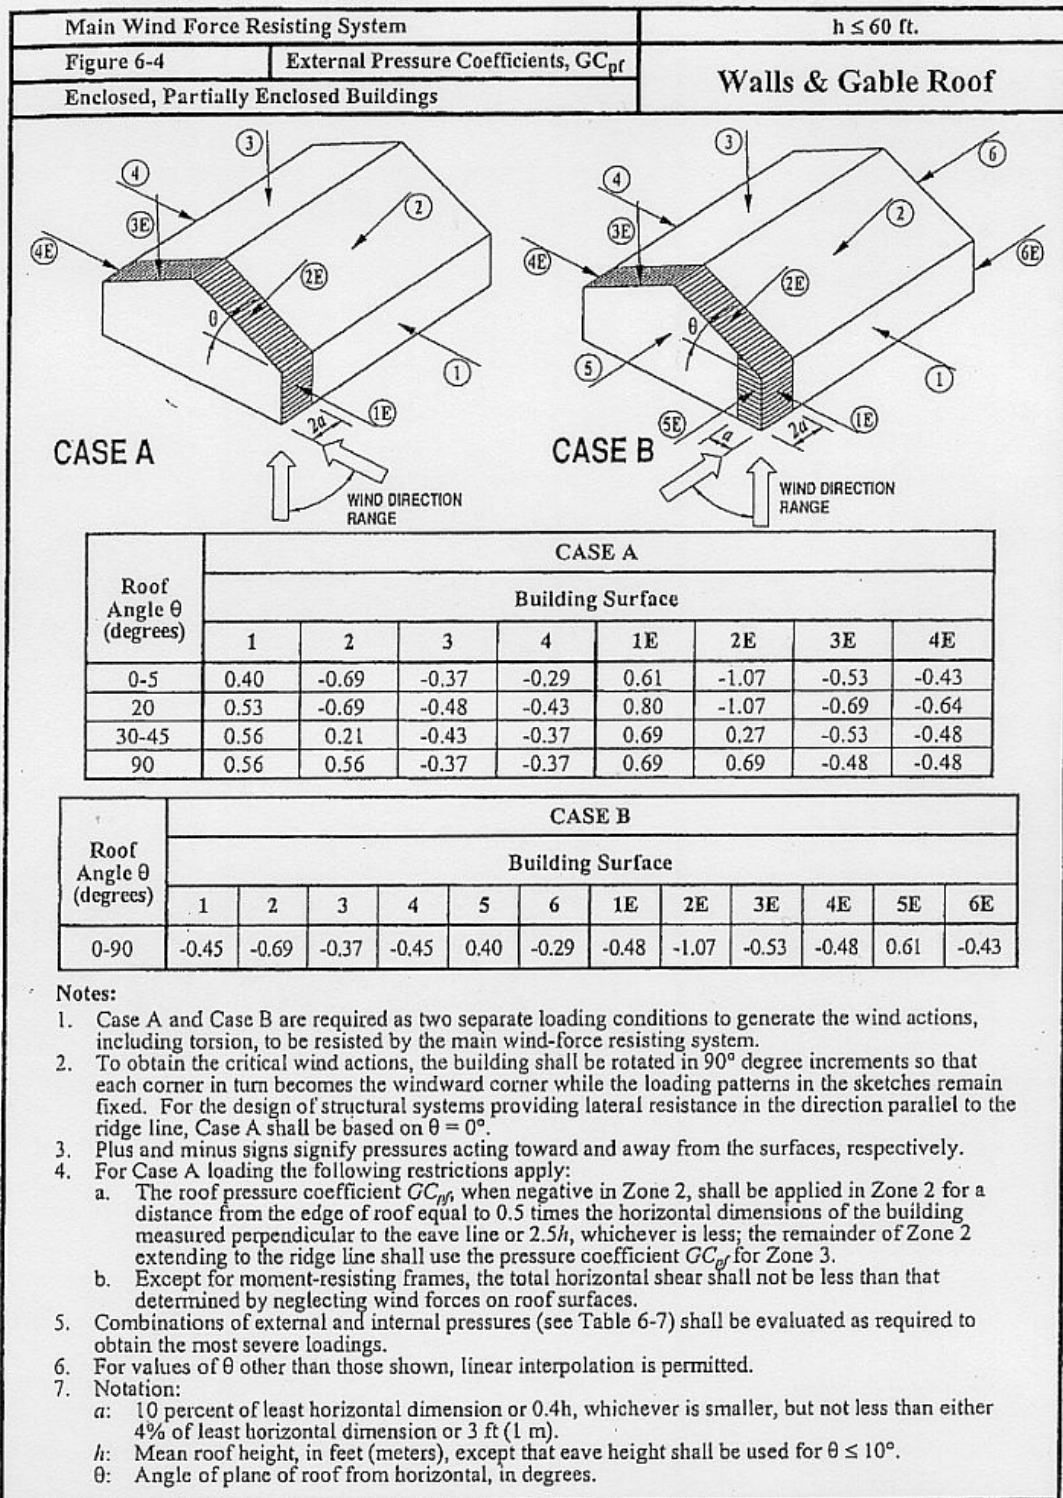 Main Wind Force Resisting System
h ≤ 60 ft.
Figure 6-4
External Pressure Coefficients, GCpf
Walls & Gable Roof
Enclosed, Partially Enclosed Buildings
3
4
3E
2
4E
2E
θ
1
1E
2a
CASE A
WIND DIRECTION
RANGE
3
6
4
3E
2
4E
2E
6E
θ
5
1
5E
1E
a
2a
CASE B
WIND DIRECTION
RANGE
Roof
Angle θ
(degrees)
CASE A
Building Surface
1 2 3 4 1E 2E 3E 4E
0-5 0.40 -0.69 -0.37 -0.29 0.61 -1.07 -0.53 -0.43
20 0.53 -0.69 -0.48 -0.43 0.80 -1.07 -0.69 -0.64
30-45 0.56 0.21 -0.43 -0.37 0.69 0.27 -0.53 -0.48
90 0.56 0.56 -0.37 -0.37 0.69 0.69 -0.48 -0.48
Roof
Angle θ
(degrees)
CASE B
Building Surface
1 2 3 4 5 6 1E 2E 3E 4E 5E 6E
0-90 -0.45 -0.69 -0.37 -0.45 0.40 -0.29 -0.48 -1.07 -0.53 -0.48 0.61 -0.43
Notes:
1. Case A and Case B are required as two separate loading conditions to generate the wind actions,
including torsion, to be resisted by the main wind-force resisting system.
2. To obtain the critical wind actions, the building shall be rotated in 90° degree increments so that
each corner in turn becomes the windward corner while the loading patterns in the sketches remain
fixed. For the design of structural systems providing lateral resistance in the direction parallel to the
ridge line, Case A shall be based on θ = 0°.
3. Plus and minus signs signify pressures acting toward and away from the surfaces, respectively.
4. For Case A loading the following restrictions apply:
a. The roof pressure coefficient GCpf, when negative in Zone 2, shall be applied in Zone 2 for a
distance from the edge of roof equal to 0.5 times the horizontal dimensions of the building
measured perpendicular to the eave line or 2.5h, whichever is less; the remainder of Zone 2
extending to the ridge line shall use the pressure coefficient GCpf for Zone 3.
b. Except for moment-resisting frames, the total horizontal shear shall not be less than that
determined by neglecting wind forces on roof surfaces.
5. Combinations of external and internal pressures (see Table 6-7) shall be evaluated as required to
obtain the most severe loadings.
6. For values of θ other than those shown, linear interpolation is permitted.
7. Notation:
a: 10 percent of least horizontal dimension or 0.4h, whichever is smaller, but not less than either
4% of least horizontal dimension or 3 ft (1 m).
h: Mean roof height, in feet (meters), except that eave height shall be used for θ ≤ 10°.
θ: Angle of plane of roof from horizontal, in degrees.